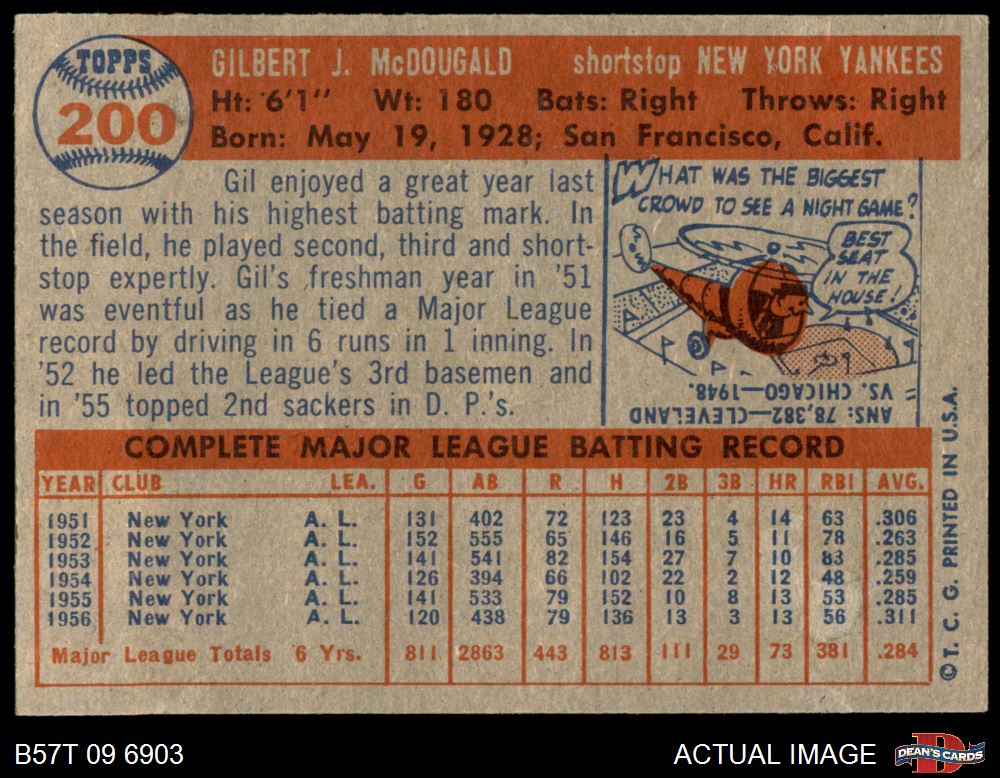 TOPPS
200
GILBERT J. McDOUGALD shortstop NEW YORK YANKEES
Ht: 6'1" Wt: 180 Bats: Right Throws: Right
Born: May 19, 1928; San Francisco, Calif.
Gil enjoyed a great year last
season with his highest batting mark. In
the field, he played second, third and short-
stop expertly. Gil's freshman year in '51
was eventful as he tied a Major League
record by driving in 6 runs in 1 inning. In
'52 he led the League's 3rd basemen and
in '55 topped 2nd sackers in D. P.'s.
WHAT WAS THE BIGGEST
CROWD TO SEE A NIGHT GAME?
BEST
SEAT
IN THE
HOUSE!
ANS: 78,382—CLEVELAND
VS. CHICAGO—1948.
COMPLETE MAJOR LEAGUE BATTING RECORD
YEAR CLUB LEA. G AB R H 2B 3B HR RBI AVG.
1951 New York A. L. 131 402 72 123 23 4 14 63 .306
1952 New York A. L. 152 555 65 146 16 5 11 78 .263
1953 New York A. L. 141 541 82 154 27 7 10 83 .285
1954 New York A. L. 126 394 66 102 22 2 12 48 .259
1955 New York A. L. 141 533 79 152 10 8 13 53 .285
1956 New York A. L. 120 438 79 136 13 3 13 56 .311
Major League Totals 6 Yrs. 811 2863 443 813 111 29 73 381 .284
©T. C. G. PRINTED IN U.S.A.
B57T 09 6903
ACTUAL IMAGE
DEAN'S CARDS